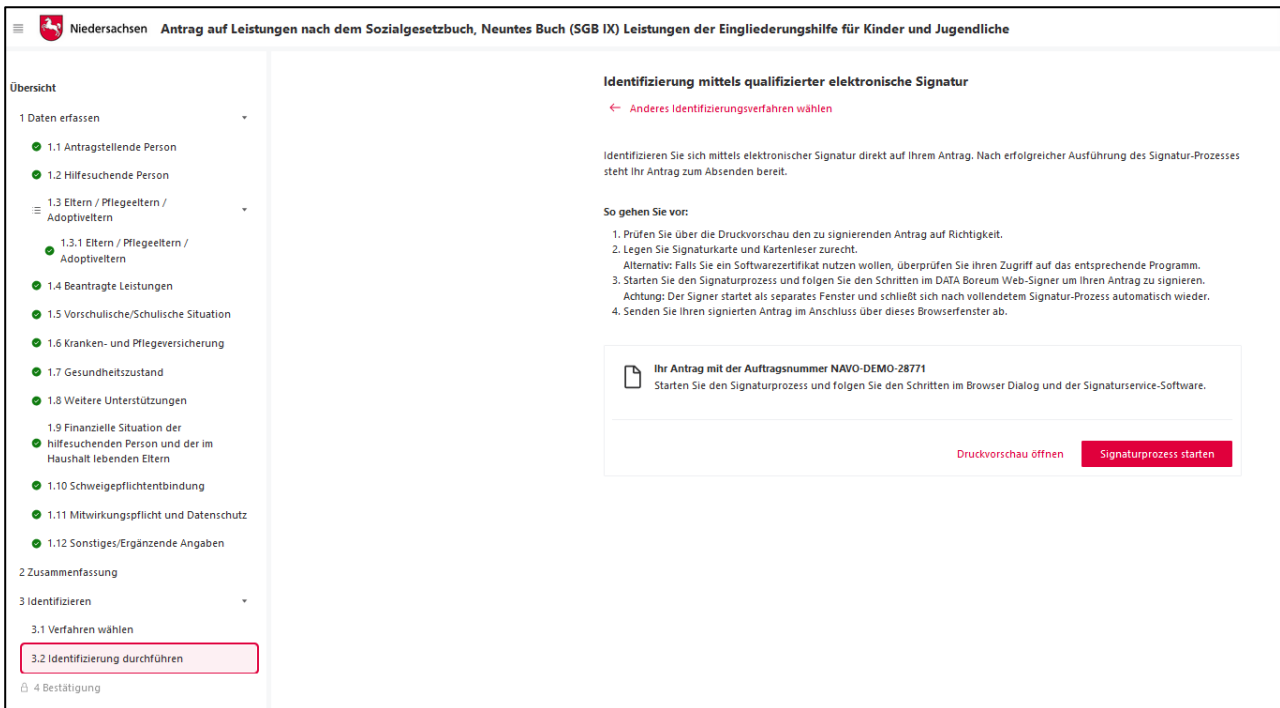 Niedersachsen Antrag auf Leistungen nach dem Sozialgesetzbuch, Neuntes Buch (SGB IX) Leistungen der Eingliederungshilfe für Kinder und Jugendliche
Übersicht
1 Daten erfassen
1.1 Antragstellende Person
1.2 Hilfesuchende Person
1.3 Eltern / Pflegeeltern /
Adoptiveltern
1.3.1 Eltern / Pflegeeltern /
Adoptiveltern
1.4 Beantragte Leistungen
1.5 Vorschulische/Schulische Situation
1.6 Kranken- und Pflegeversicherung
1.7 Gesundheitszustand
1.8 Weitere Unterstützungen
1.9 Finanzielle Situation der
hilfesuchenden Person und der im
Haushalt lebenden Eltern
1.10 Schweigepflichtentbindung
1.11 Mitwirkungspflicht und Datenschutz
1.12 Sonstiges/Ergänzende Angaben
2 Zusammenfassung
3 Identifizieren
3.1 Verfahren wählen
3.2 Identifizierung durchführen
4 Bestätigung
Identifizierung mittels qualifizierter elektronische Signatur
← Anderes Identifizierungsverfahren wählen
Identifizieren Sie sich mittels elektronischer Signatur direkt auf Ihrem Antrag. Nach erfolgreicher Ausführung des Signatur-Prozesses
steht Ihr Antrag zum Absenden bereit.
So gehen Sie vor:
1. Prüfen Sie über die Druckvorschau den zu signierenden Antrag auf Richtigkeit.
2. Legen Sie Signaturkarte und Kartenleser zurecht.
Alternativ: Falls Sie ein Softwarezertifikat nutzen wollen, überprüfen Sie ihren Zugriff auf das entsprechende Programm.
3. Starten Sie den Signaturprozess und folgen Sie den Schritten im DATA Boreum Web-Signer um Ihren Antrag zu signieren.
Achtung: Der Signer startet als separates Fenster und schließt sich nach vollendetem Signatur-Prozess automatisch wieder.
4. Senden Sie Ihren signierten Antrag im Anschluss über dieses Browserfenster ab.
Ihr Antrag mit der Auftragsnummer NAVO-DEMO-28771
Starten Sie den Signaturprozess und folgen Sie den Schritten im Browser Dialog und der Signaturservice-Software.
Druckvorschau öffnen
Signaturprozess starten